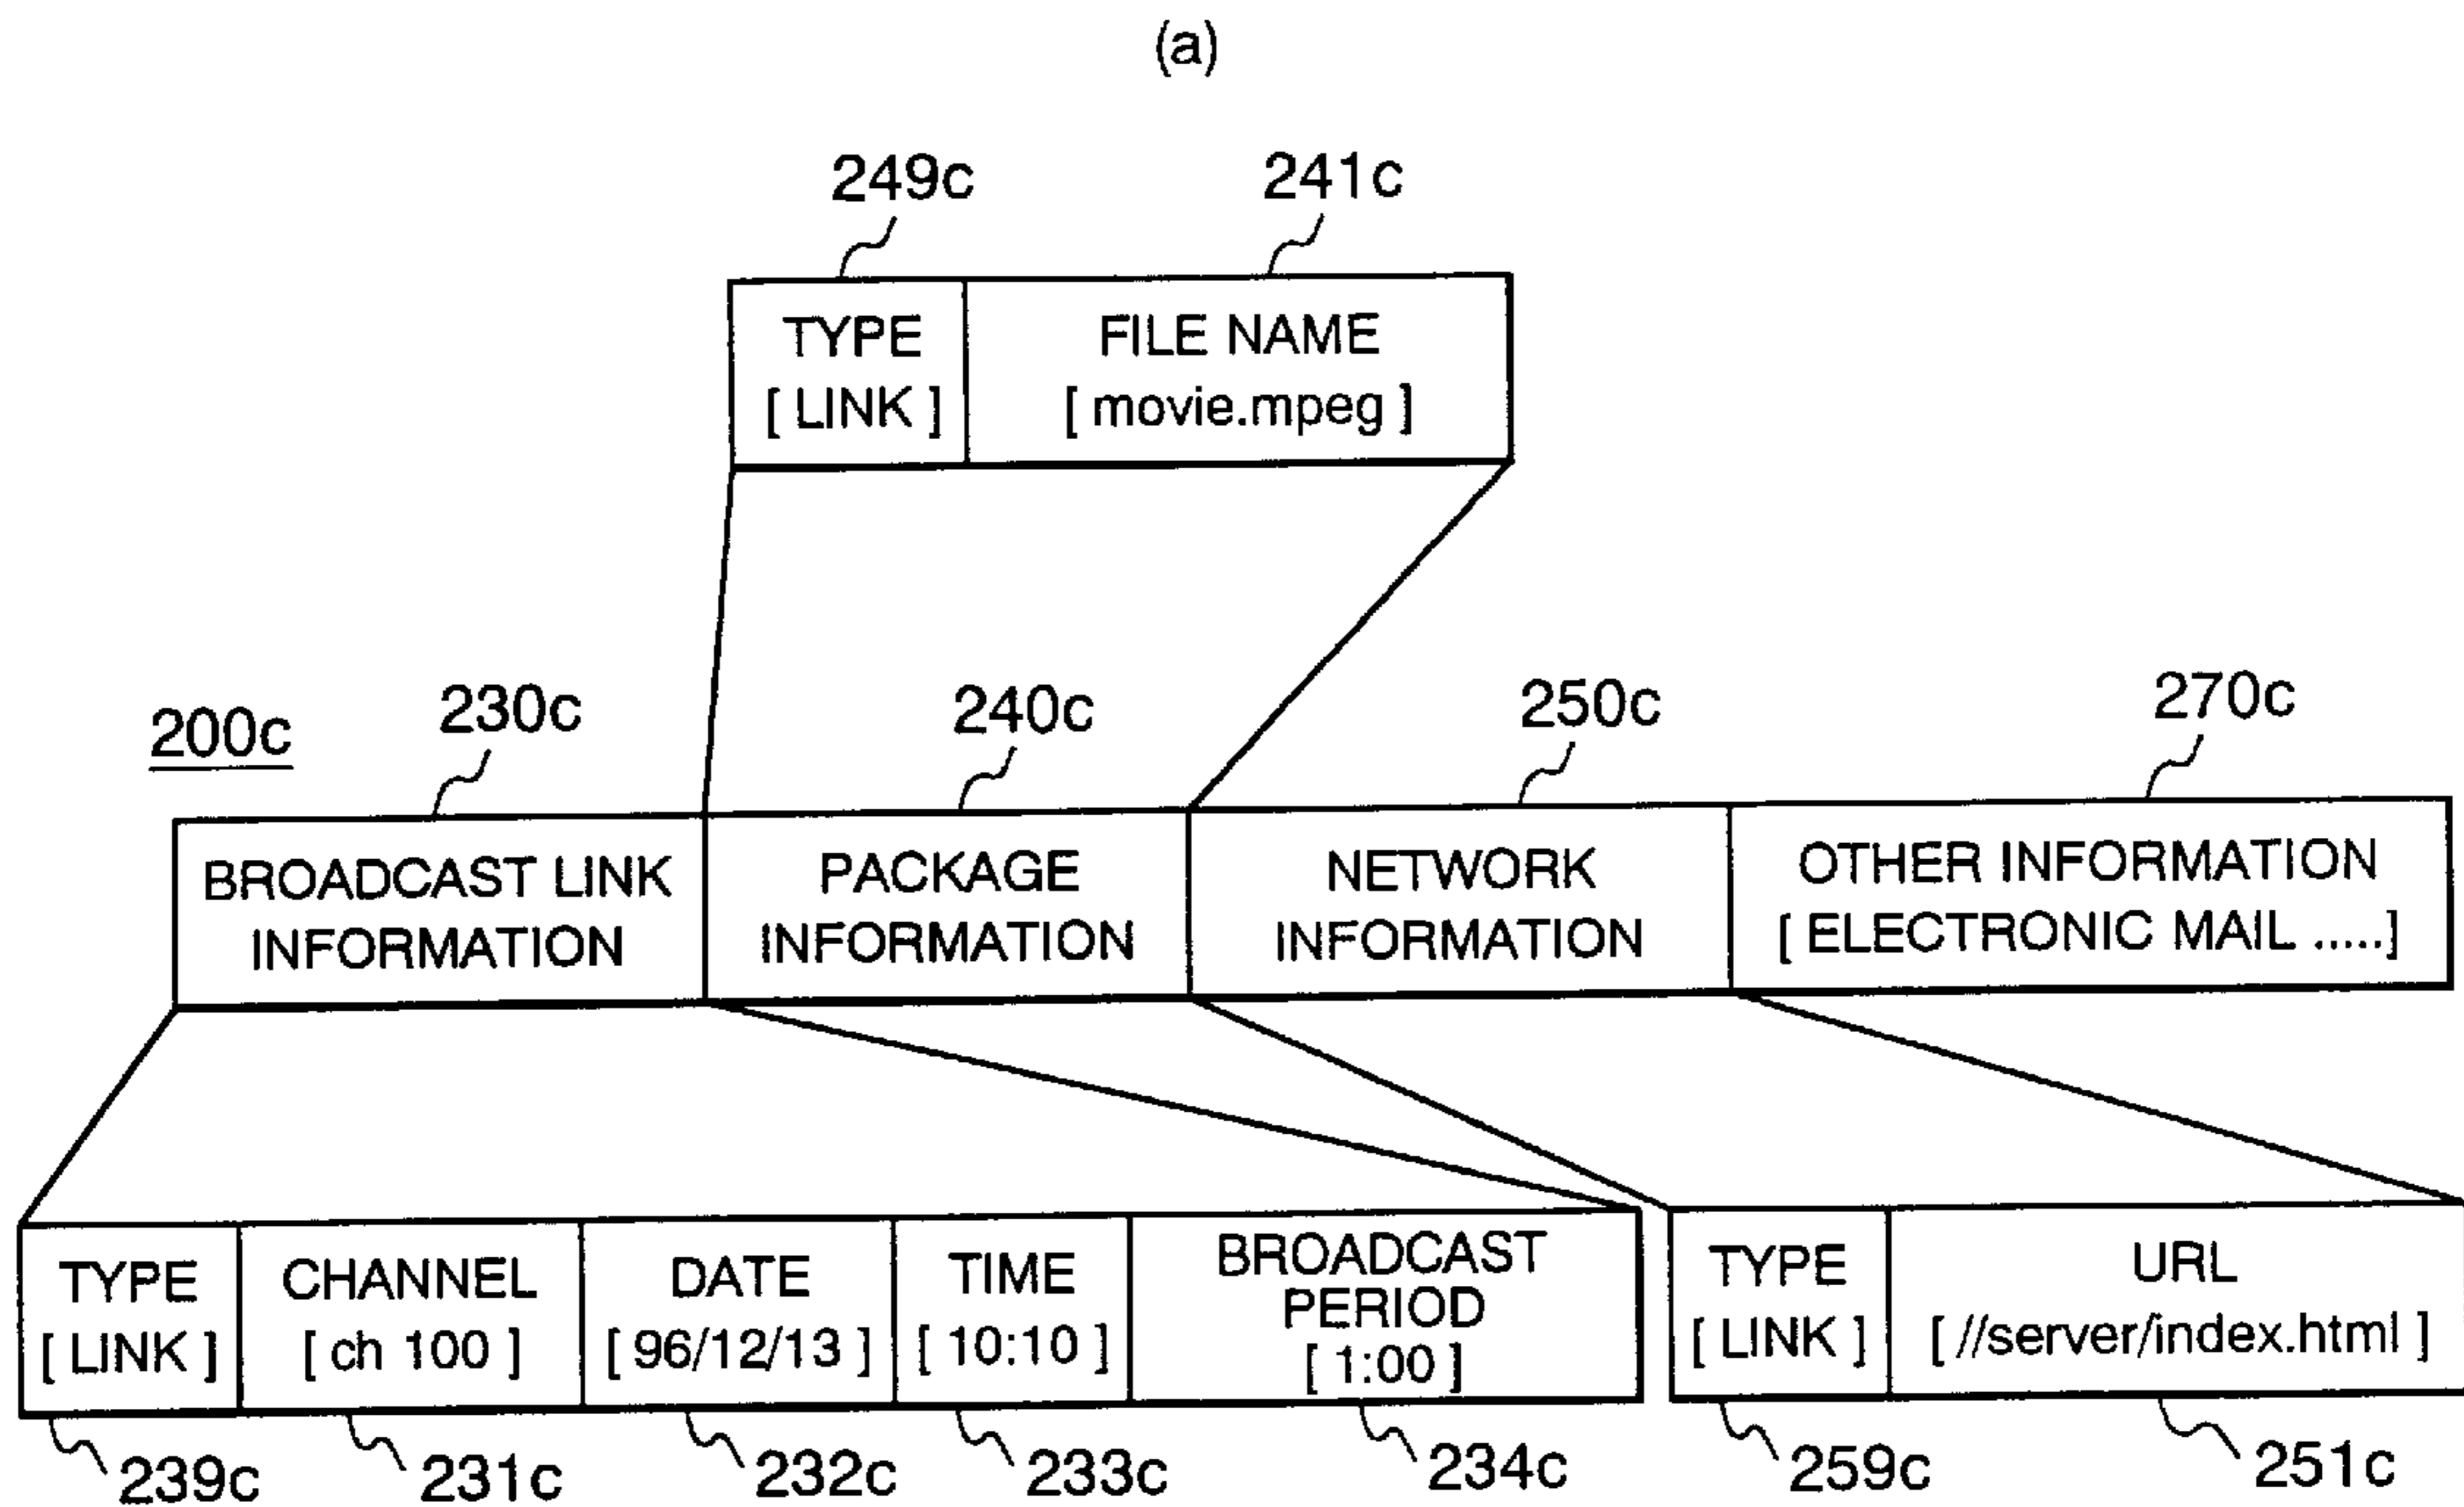 (a)
249c 241c
TYPE FILE NAME
[ LINK ] [ movie.mpeg ]
200c 230c 240c 250c 270c
BROADCAST LINK PACKAGE NETWORK OTHER INFORMATION
INFORMATION INFORMATION INFORMATION [ ELECTRONIC MAIL .....]
TYPE CHANNEL DATE TIME BROADCAST PERIOD TYPE URL
[ LINK ] [ ch 100 ] [ 96/12/13 ] [ 10:10 ] [ 1:00 ] [ LINK ] [ //server/index.html ]
239c 231c 232c 233c 234c 259c 251c